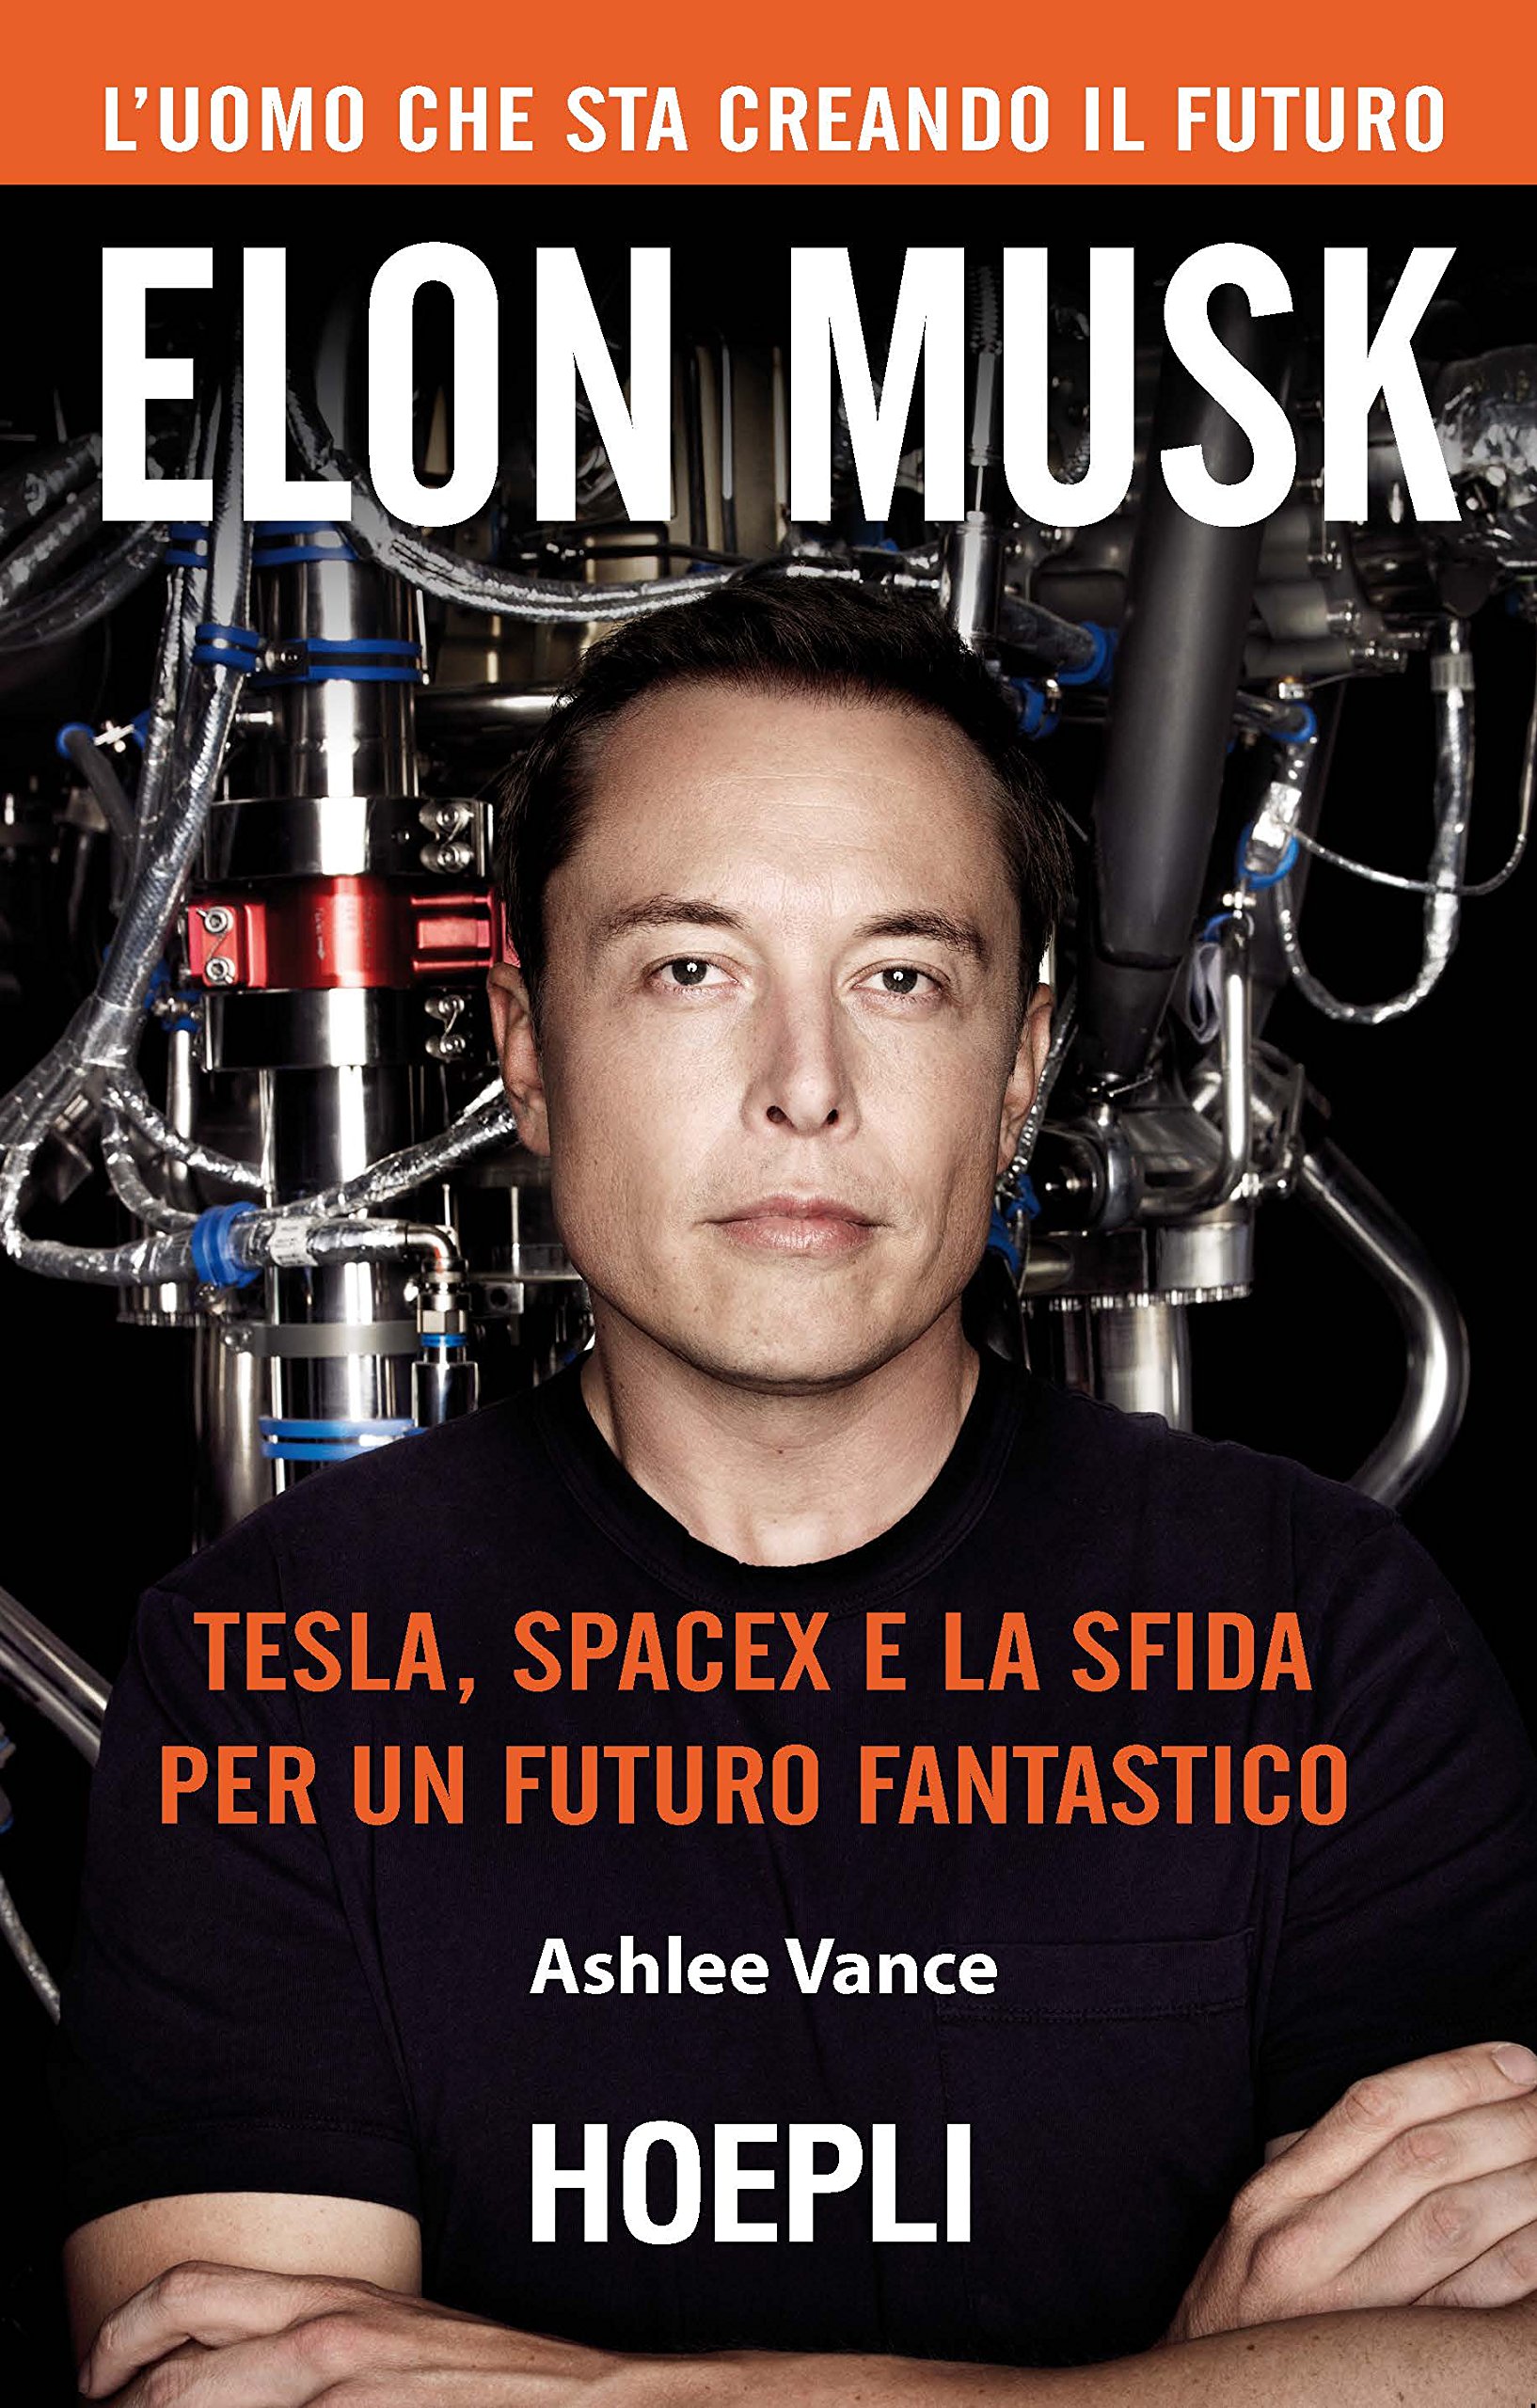 L'UOMO CHE STA CREANDO IL FUTURO
ELON MUSK
TESLA, SPACEX E LA SFIDA
PER UN FUTURO FANTASTICO
Ashlee Vance
HOEPLI